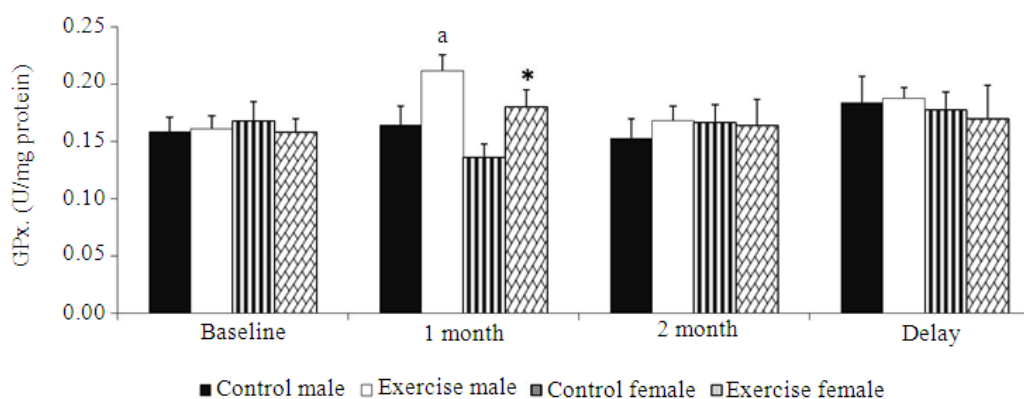 GPx. (U/mg protein)
0.25
0.20
0.15
0.10
0.05
0.00
a
*
Baseline
1 month
2 month
Delay
Control male
Exercise male
Control female
Exercise female